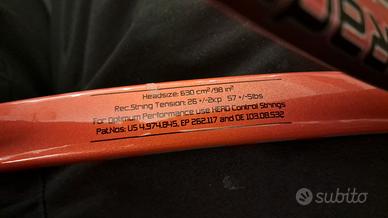 Headsize: 630 cm²/98 in²
Rec.String Tension: 26 +/-2kp 57 +/-5lbs
For Optimum Performance use HEAD Control Strings
Pat.Nos: US 4.974.845, EP 262.117 and DE 103.08.532
subito